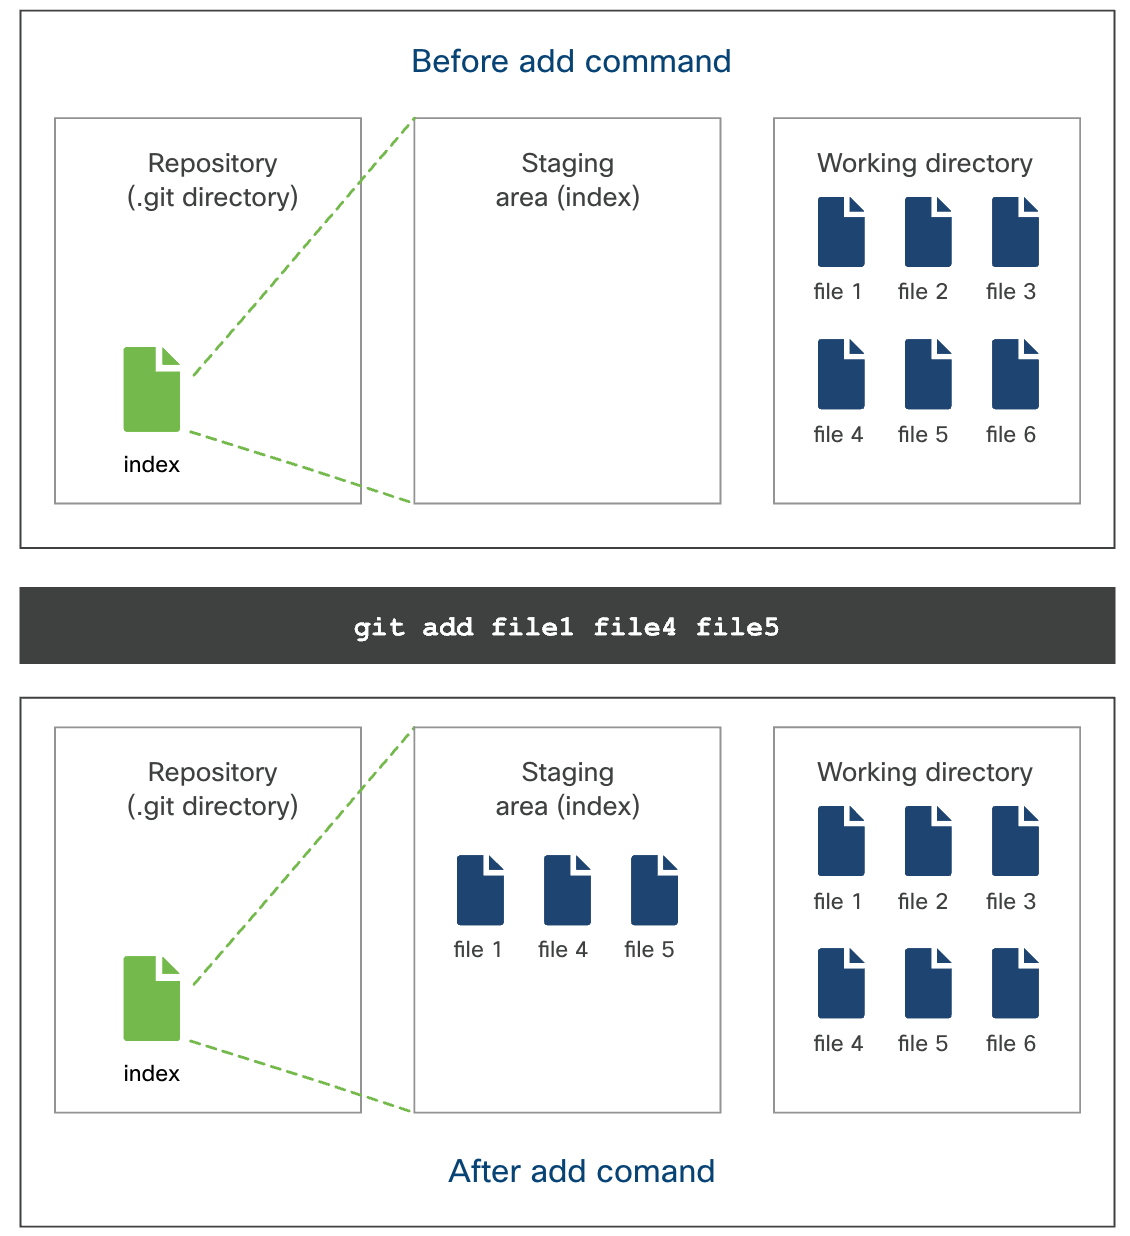 Before add command
Repository
(.git directory)
index
Staging
area (index)
Working directory
file 1 file 2 file 3
file 4 file 5 file 6
git add file1 file4 file5
Repository
(.git directory)
index
Staging
area (index)
file 1 file 4 file 5
Working directory
file 1 file 2 file 3
file 4 file 5 file 6
After add comand